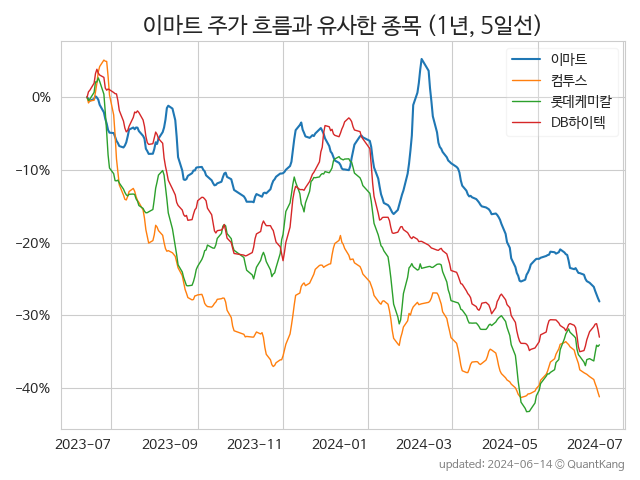 이마트 주가 흐름과 유사한 종목 (1년, 5일선)
이마트
컴투스
롯데케미칼
DB하이텍
0%
−10%
−20%
−30%
−40%
2023-07 2023-09 2023-11 2024-01 2024-03 2024-05 2024-07
updated: 2024-06-14 © QuantKang